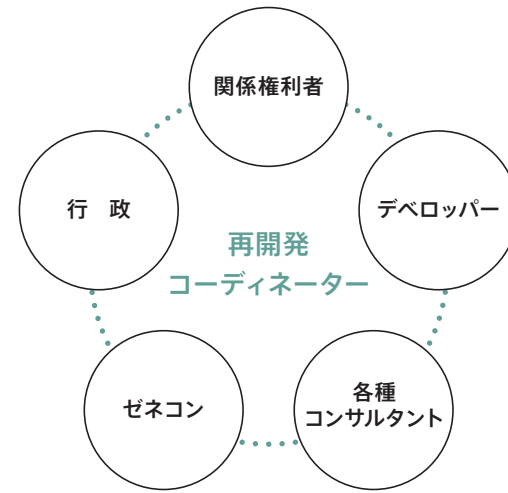 関係権利者
行　政
デベロッパー
再開発
コーディネーター
ゼネコン
各種
コンサルタント